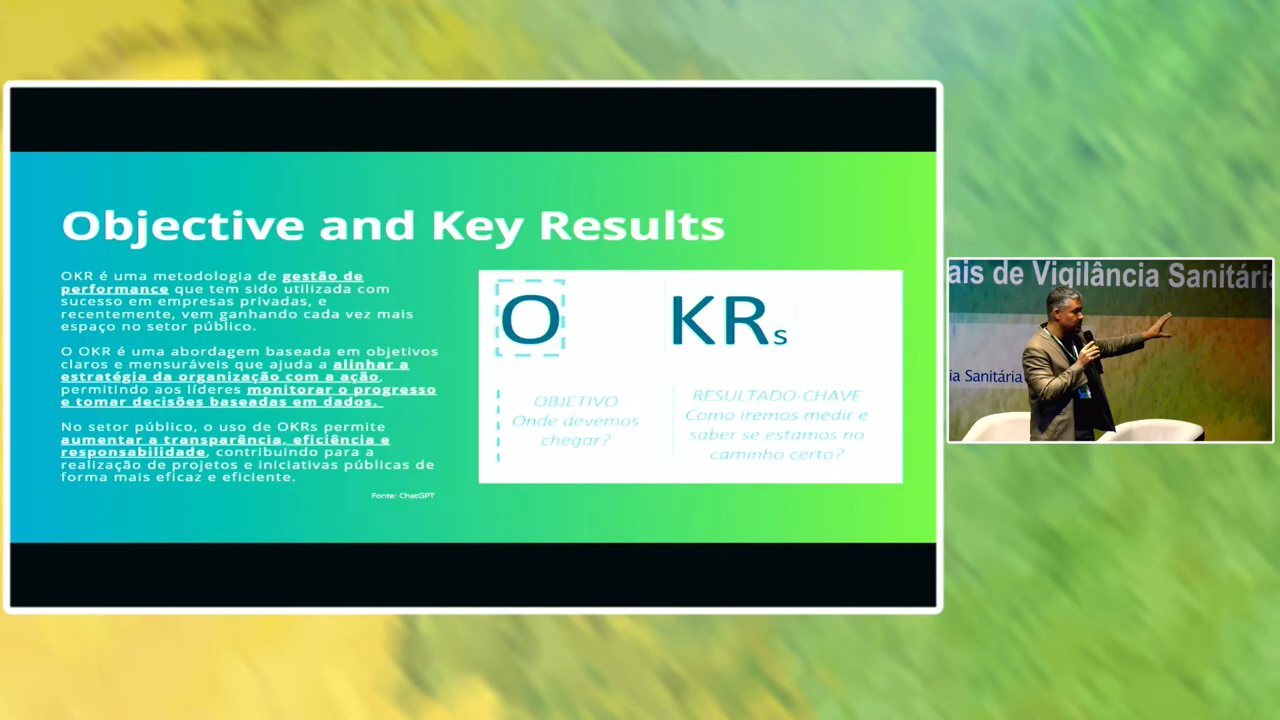 Objective and Key Results
OKR é uma metodologia de gestão de
performance que tem sido utilizada com
sucesso em empresas privadas, e
recentemente, vem ganhando cada vez mais
espaço no setor público.
O OKR é uma abordagem baseada em objetivos
claros e mensuráveis que ajuda a alinhar a
estratégia da organização com a ação,
permitindo aos líderes monitorar o progresso
e tomar decisões baseadas em dados.
No setor público, o uso de OKRs permite
aumentar a transparência, eficiência e
responsabilidade, contribuindo para a
realização de projetos e iniciativas públicas de
forma mais eficaz e eficiente.
Fonte: ChatGPT
O KRs
OBJETIVO
Onde devemos
chegar?
RESULTADO-CHAVE
Como iremos medir e
saber se estamos no
caminho certo?
ais de Vigilância Sanitária
ia Sanitária